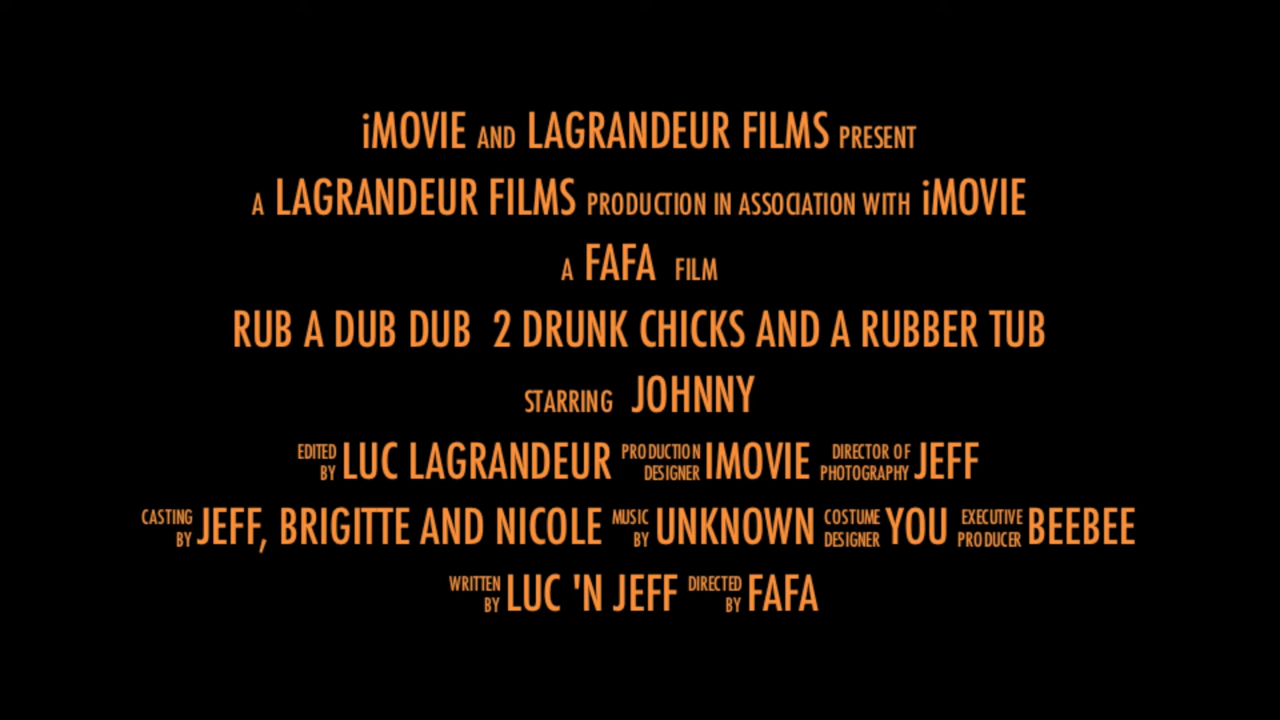 iMOVIE AND LAGRANDEUR FILMS PRESENT
A LAGRANDEUR FILMS PRODUCTION IN ASSOCIATION WITH iMOVIE
A FAFA FILM
RUB A DUB DUB 2 DRUNK CHICKS AND A RUBBER TUB
STARRING JOHNNY
EDITED BY LUC LAGRANDEUR PRODUCTION DESIGNER IMOVIE DIRECTOR OF PHOTOGRAPHY JEFF
CASTING BY JEFF, BRIGITTE AND NICOLE MUSIC BY UNKNOWN COSTUME DESIGNER YOU EXECUTIVE PRODUCER BEEBEE
WRITTEN BY LUC 'N JEFF DIRECTED BY FAFA